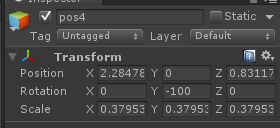 Inspector
pos4
Static
Tag Untagged Layer Default
Transform
Position X 2.28478 Y 0 Z 0.83117
Rotation X 0 Y -100 Z 0
Scale X 0.37953 Y 0.37953 Z 0.37953